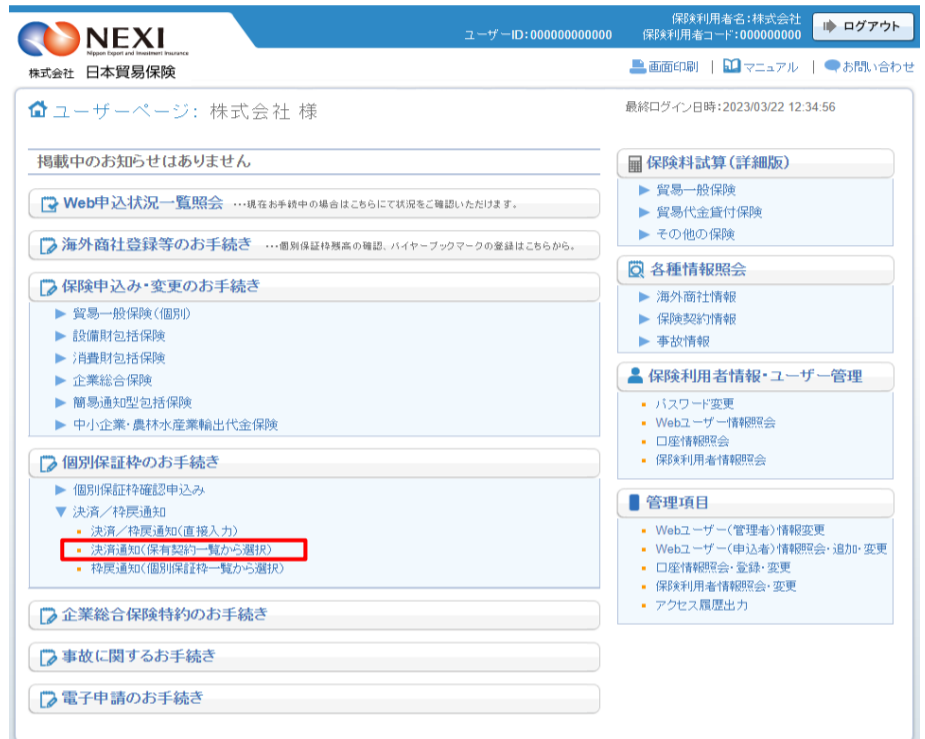 NEXI
Nippon Export and Investment Insurance
株式会社 日本貿易保険
ユーザーID:000000000000
保険利用者名:株式会社
保険利用者コード:000000000
ログアウト
画面印刷 | マニュアル | お問い合わせ
ユーザーページ: 株式会社 様
最終ログイン日時:2023/03/22 12:34:56
掲載中のお知らせはありません
Web申込状況一覧照会 …現在お手続中の場合はこちらにて状況をご確認いただけます。
海外商社登録等のお手続き …個別保証枠残高の確認、バイヤーブックマークの登録はこちらから。
保険申込み・変更のお手続き
貿易一般保険(個別)
設備財包括保険
消費財包括保険
企業総合保険
簡易通知型包括保険
中小企業・農林水産業輸出代金保険
個別保証枠のお手続き
個別保証枠確認申込み
決済/枠戻通知
決済/枠戻通知(直接入力)
決済通知(保有契約一覧から選択)
枠戻通知(個別保証枠一覧から選択)
企業総合保険特約のお手続き
事故に関するお手続き
電子申請のお手続き
保険料試算(詳細版)
貿易一般保険
貿易代金貸付保険
その他の保険
各種情報照会
海外商社情報
保険契約情報
事故情報
保険利用者情報・ユーザー管理
パスワード変更
Webユーザー情報照会
口座情報照会
保険利用者情報照会
管理項目
Webユーザー(管理者)情報変更
Webユーザー(申込者)情報照会・追加・変更
口座情報照会・登録・変更
保険利用者情報照会・変更
アクセス履歴出力